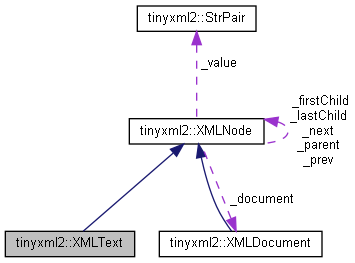 tinyxml2::StrPair
_value
_firstChild
_lastChild
_next
_parent
_prev
tinyxml2::XMLNode
_document
tinyxml2::XMLText
tinyxml2::XMLDocument